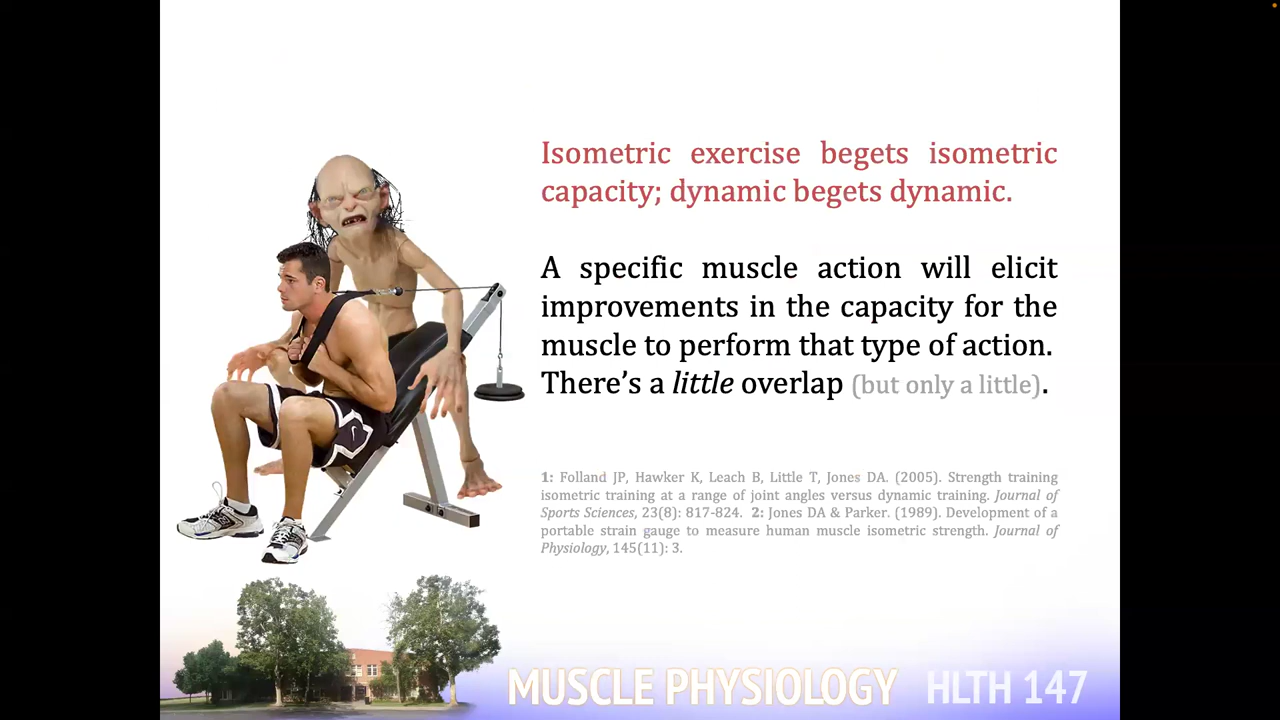 Isometric exercise begets isometric
capacity; dynamic begets dynamic.
A specific muscle action will elicit
improvements in the capacity for the
muscle to perform that type of action.
There's a little overlap (but only a little).
1: Folland JP, Hawker K, Leach B, Little T, Jones DA. (2005). Strength training
isometric training at a range of joint angles versus dynamic training. Journal of
Sports Sciences, 23(8): 817-824. 2: Jones DA & Parker. (1989). Development of a
portable strain gauge to measure human muscle isometric strength. Journal of
Physiology, 145(11): 3.
MUSCLE PHYSIOLOGY HLTH 147